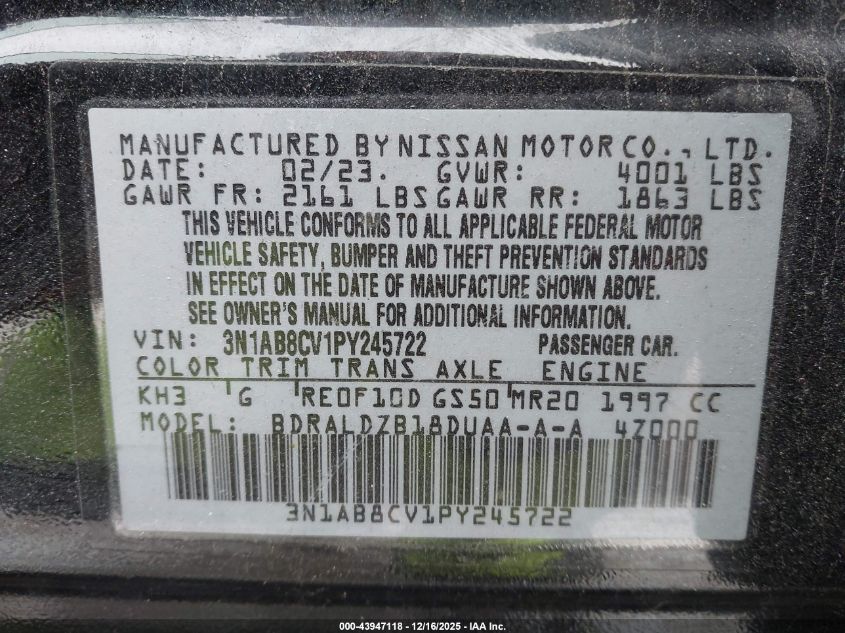 MANUFACTURED BY NISSAN MOTOR CO., LTD.
DATE: 02/23. GVWR: 4001 LBS
GAWR FR: 2161 LBS GAWR RR: 1863 LBS
THIS VEHICLE CONFORMS TO ALL APPLICABLE FEDERAL MOTOR
VEHICLE SAFETY, BUMPER AND THEFT PREVENTION STANDARDS
IN EFFECT ON THE DATE OF MANUFACTURE SHOWN ABOVE.
SEE OWNER'S MANUAL FOR ADDITIONAL INFORMATION.
VIN: 3N1AB8CV1PY245722 PASSENGER CAR.
COLOR TRIM TRANS AXLE ENGINE
KH3 G RE0F10D GS50 MR20 1997 CC
MODEL: BDRALDZB18DUAA-A-A 4Z000
3N1AB8CV1PY245722
000-43947118 - 12/16/2025 - IAA Inc.